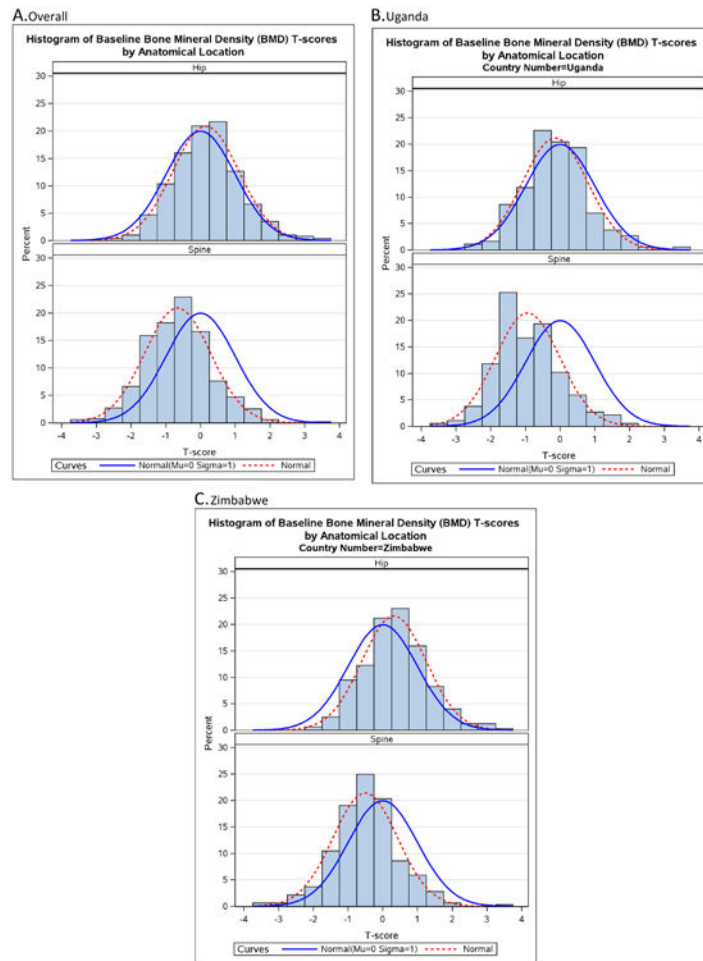 A.Overall
Histogram of Baseline Bone Mineral Density (BMD) T-scores
by Anatomical Location
Hip
30
25
20
15
10
5
0
Percent
Spine
30
25
20
15
10
5
0
-4 -3 -2 -1 0 1 2 3 4
T-score
Curves Normal(Mu=0 Sigma=1) Normal
B.Uganda
Histogram of Baseline Bone Mineral Density (BMD) T-scores
by Anatomical Location
Country Number=Uganda
Hip
30
25
20
15
10
5
0
Percent
Spine
30
25
20
15
10
5
0
-4 -3 -2 -1 0 1 2 3 4
T-score
Curves Normal(Mu=0 Sigma=1) Normal
C.Zimbabwe
Histogram of Baseline Bone Mineral Density (BMD) T-scores
by Anatomical Location
Country Number=Zimbabwe
Hip
30
25
20
15
10
5
0
Percent
Spine
30
25
20
15
10
5
0
-4 -3 -2 -1 0 1 2 3 4
T-score
Curves Normal(Mu=0 Sigma=1) Normal